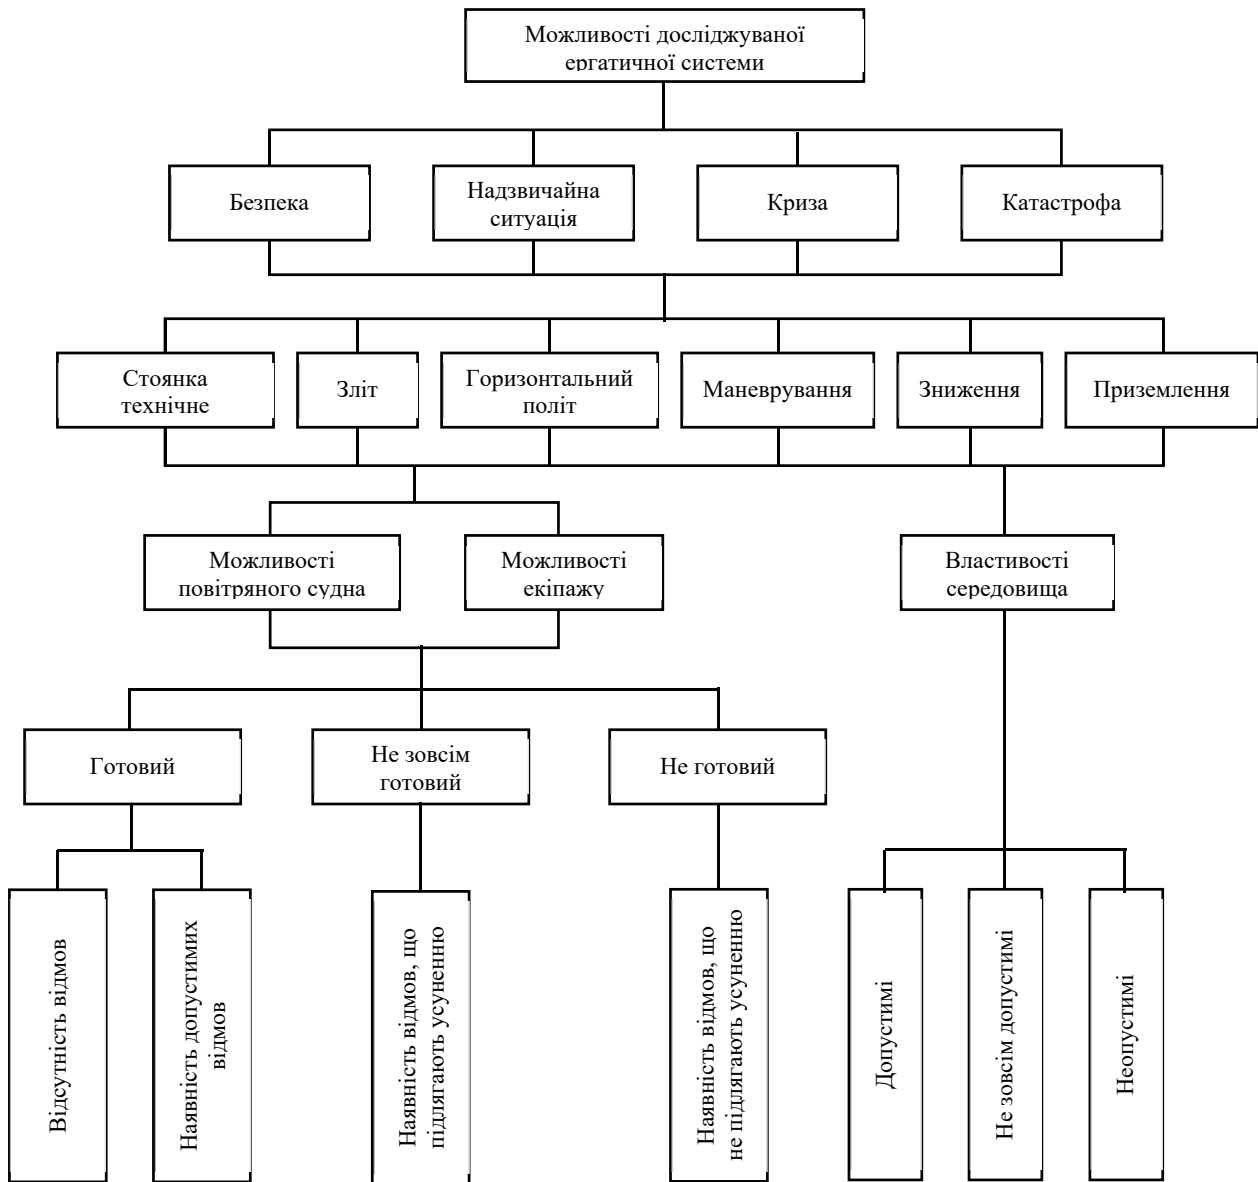 Можливості досліджуваної
ергатичної системи
Безпека
Надзвичайна
ситуація
Криза
Катастрофа
Стоянка
технічне
Зліт
Горизонтальний
політ
Маневрування
Зниження
Приземлення
Можливості
повітряного судна
Можливості
екіпажу
Властивості
середовища
Готовий
Не зовсім
готовий
Не готовий
Відсутність відмов
Наявність допустимих
відмов
Наявність відмов, що
підлягають усуненню
Наявність відмов, що
не підлягають усуненню
Допустимі
Не зовсім допустимі
Неопустимі